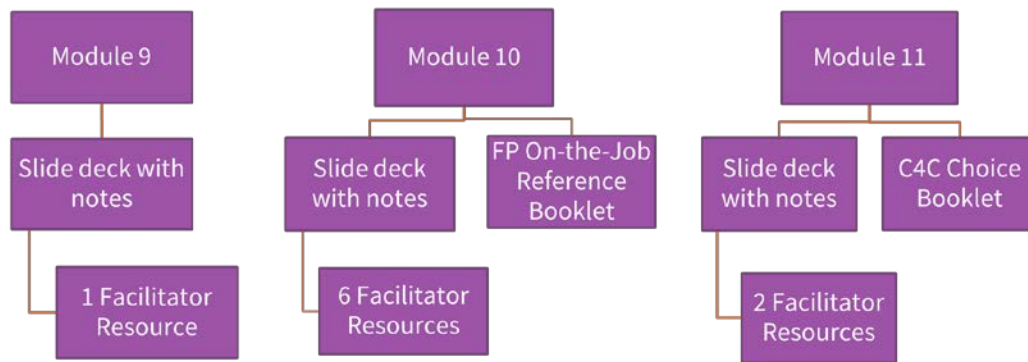 Module 9
Slide deck with
notes
1 Facilitator
Resource
Module 10
Slide deck
with notes
FP On-the-Job
Reference
Booklet
6 Facilitator
Resources
Module 11
Slide deck
with notes
C4C Choice
Booklet
2 Facilitator
Resources